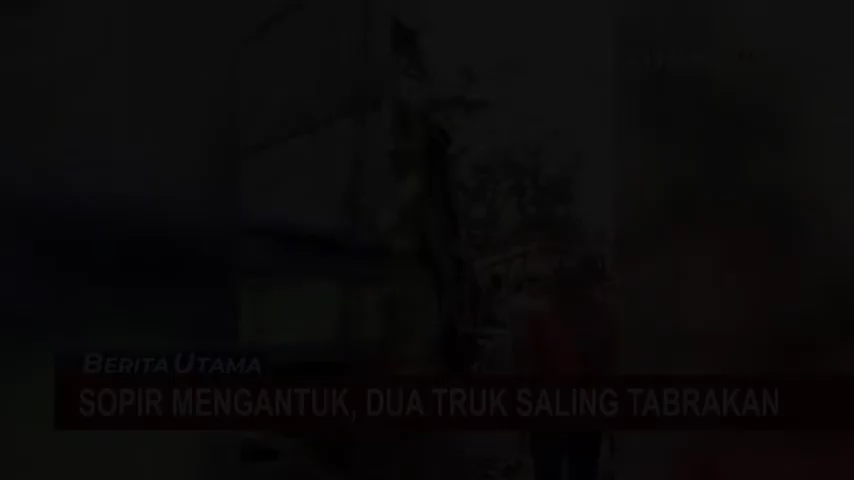 BERITA UTAMA
SOPIR MENGANTUK, DUA TRUK SALING TABRAKAN